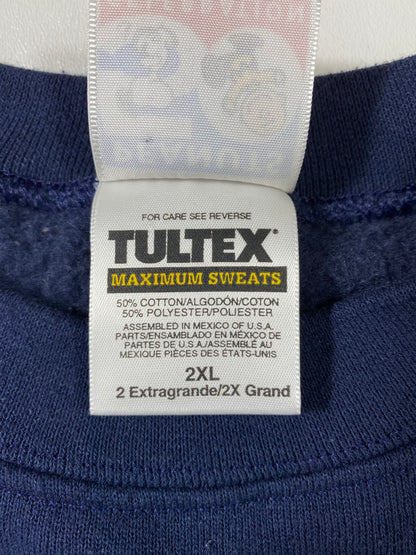 FOR CARE SEE REVERSE
TULTEX®
MAXIMUM SWEATS
50% COTTON/ALGODÓN/COTON
50% POLYESTER/POLIESTER
ASSEMBLED IN MEXICO OF U.S.A.
PARTS/ENSAMBLADO EN MÉXICO DE
PARTES DE U.S.A./ASSEMBLÉ AU
MEXIQUE PIÈCES DES ÉTATS-UNIS
2XL
2 Extragrande/2X Grand